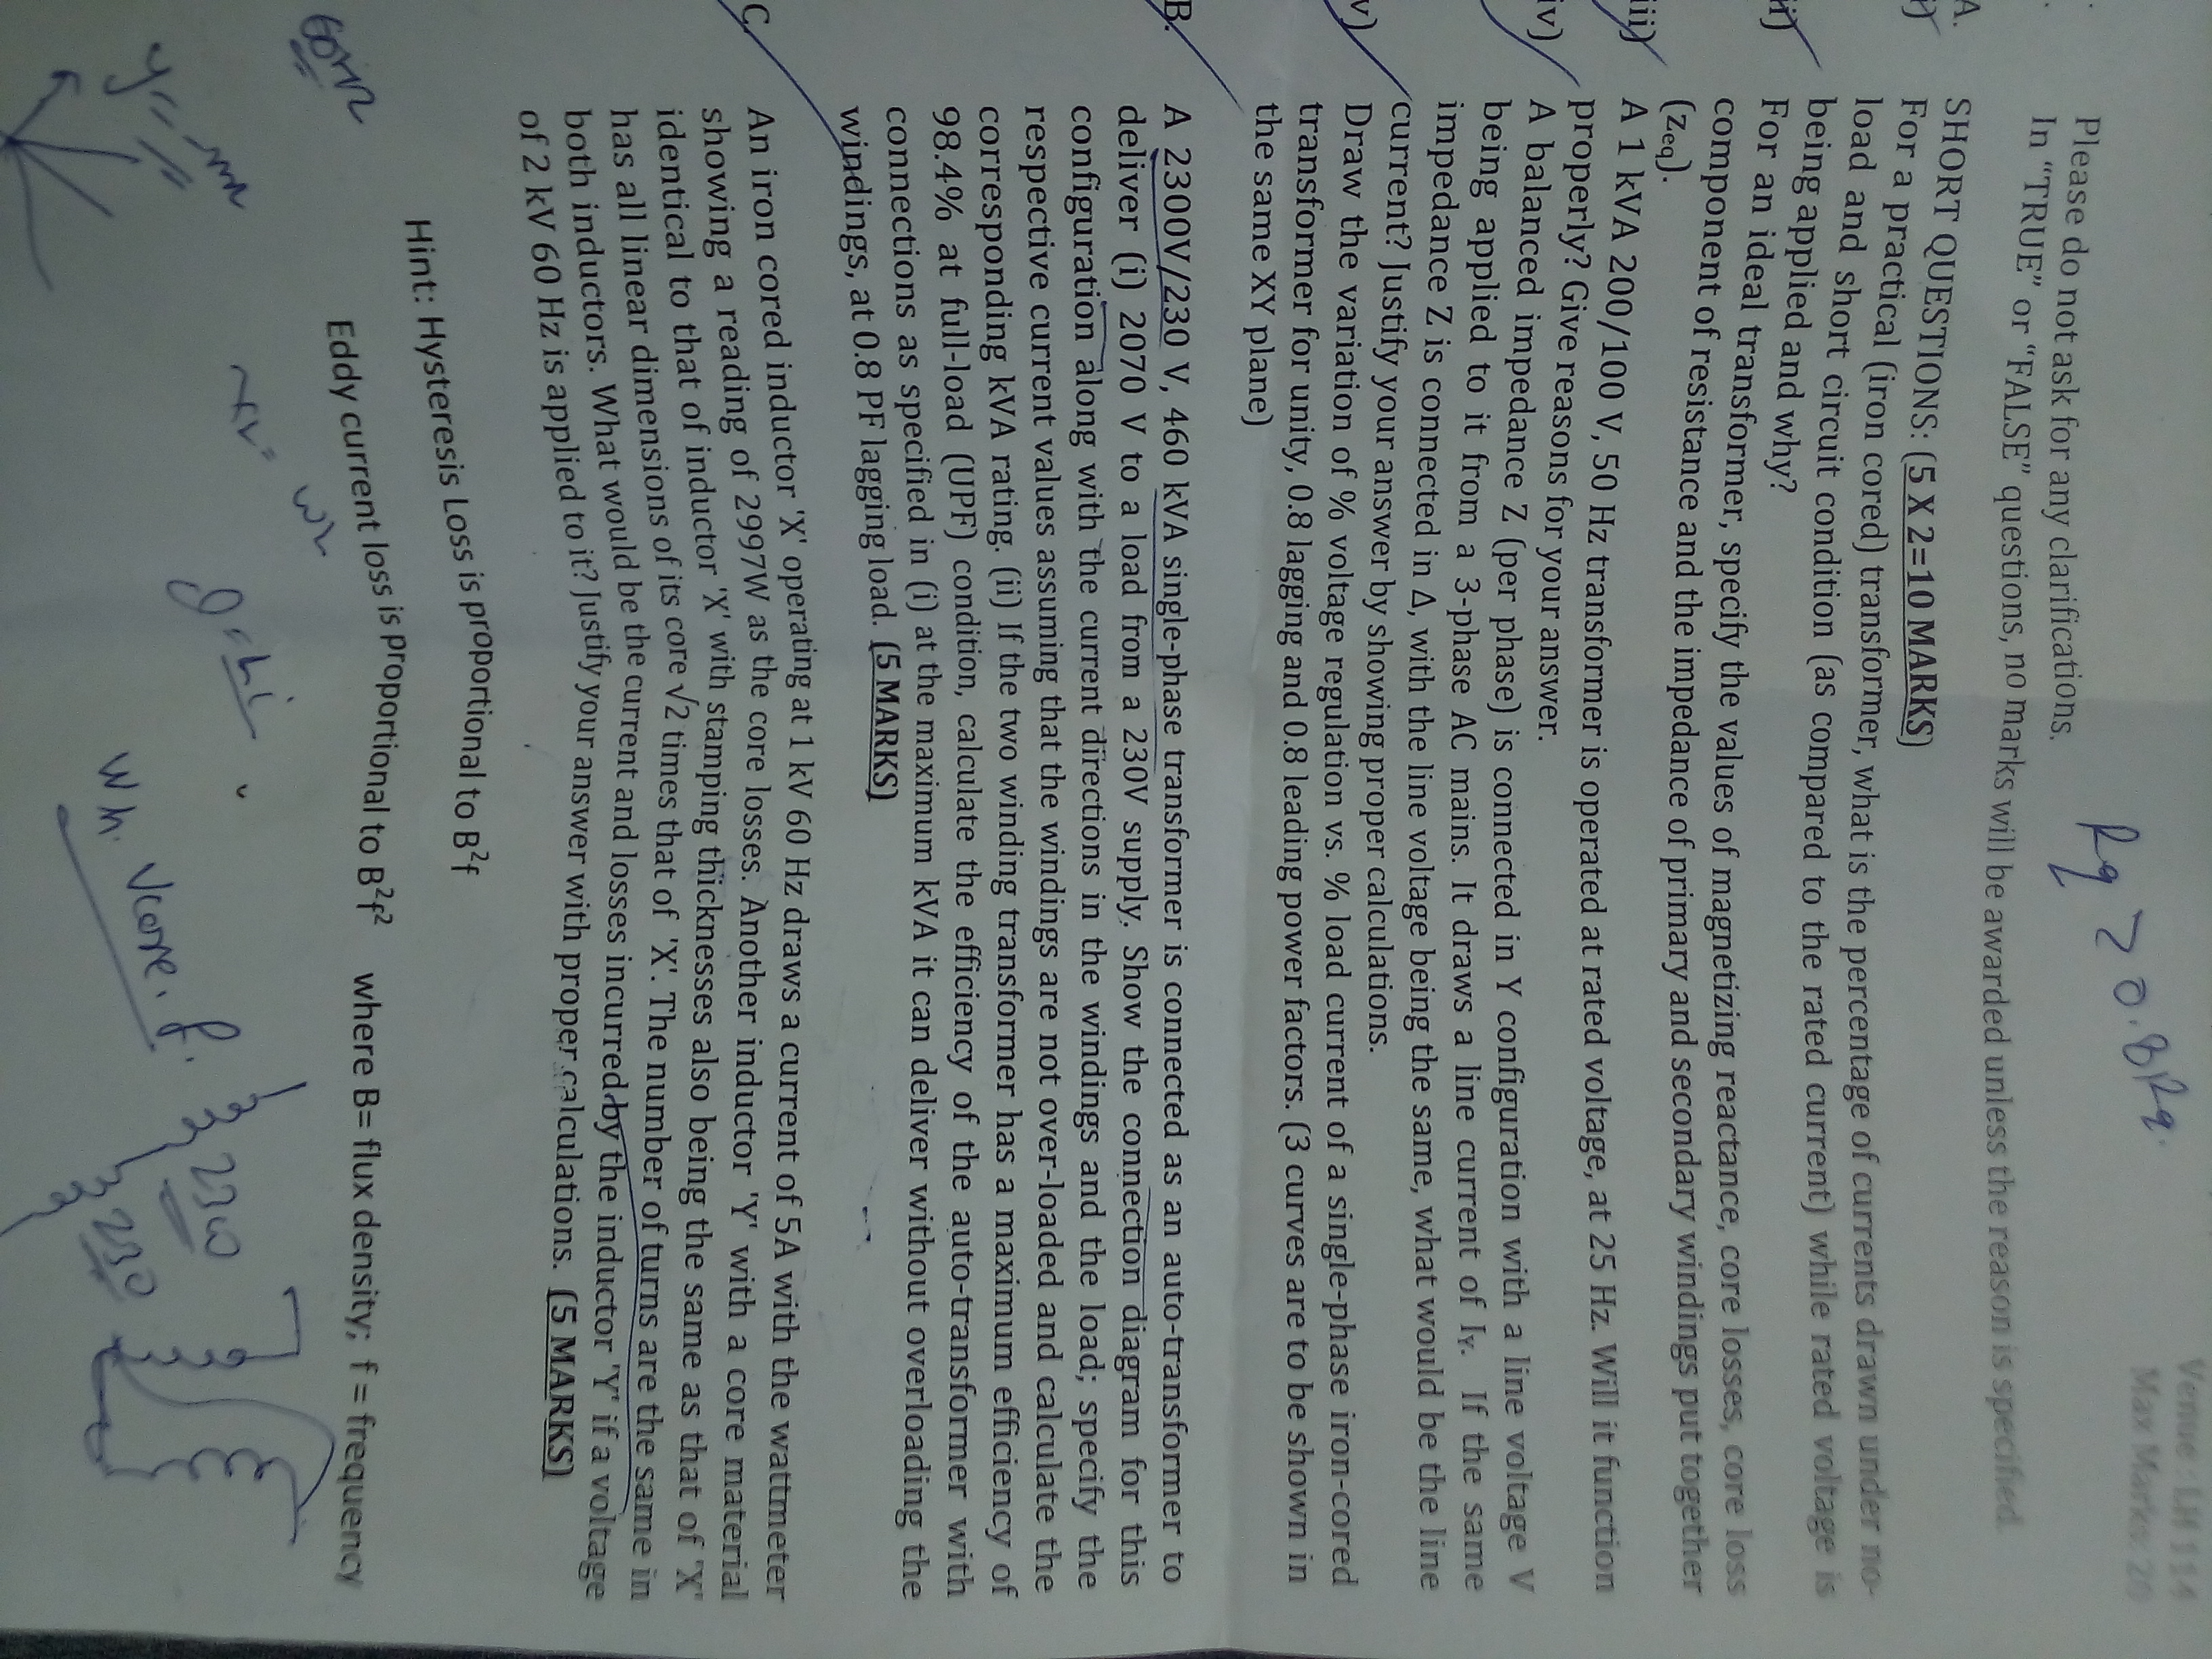 Venue : LH 114
Max Marks: 20
Please do not ask for any clarifications.
In "TRUE" or "FALSE" questions, no marks will be awarded unless the reason is specified.
A. SHORT QUESTIONS: (5 X 2=10 MARKS)
i) For a practical (iron cored) transformer, what is the percentage of currents drawn under no-
load and short circuit condition (as compared to the rated current) while rated voltage is
being applied and why?
ii) For an ideal transformer, specify the values of magnetizing reactance, core losses, core loss
component of resistance and the impedance of primary and secondary windings put together
(zeq).
iii) A 1 kVA 200/100 V, 50 Hz transformer is operated at rated voltage, at 25 Hz. Will it function
properly? Give reasons for your answer.
iv) A balanced impedance Z (per phase) is connected in Y configuration with a line voltage V
being applied to it from a 3-phase AC mains. It draws a line current of IY. If the same
impedance Z is connected in Δ, with the line voltage being the same, what would be the line
current? Justify your answer by showing proper calculations.
v) Draw the variation of % voltage regulation vs. % load current of a single-phase iron-cored
transformer for unity, 0.8 lagging and 0.8 leading power factors. (3 curves are to be shown in
the same XY plane)
B. A 2300V/230 V, 460 kVA single-phase transformer is connected as an auto-transformer to
deliver (i) 2070 V to a load from a 230V supply. Show the connection diagram for this
configuration along with the current directions in the windings and the load; specify the
respective current values assuming that the windings are not over-loaded and calculate the
corresponding kVA rating. (ii) If the two winding transformer has a maximum efficiency of
98.4% at full-load (UPF) condition, calculate the efficiency of the auto-transformer with
connections as specified in (i) at the maximum kVA it can deliver without overloading the
windings, at 0.8 PF lagging load. (5 MARKS)
C. An iron cored inductor 'X' operating at 1 kV 60 Hz draws a current of 5A with the wattmeter
showing a reading of 2997W as the core losses. Another inductor 'Y' with a core material
identical to that of inductor 'X' with stamping thicknesses also being the same as that of 'X'
has all linear dimensions of its core √2 times that of 'X'. The number of turns are the same in
both inductors. What would be the current and losses incurred by the inductor 'Y' if a voltage
of 2 kV 60 Hz is applied to it? Justify your answer with proper calculations. (5 MARKS)
Hint: Hysteresis Loss is proportional to B²f
Eddy current loss is proportional to B²f² where B= flux density; f = frequency
Wh. Vcore. f.
230